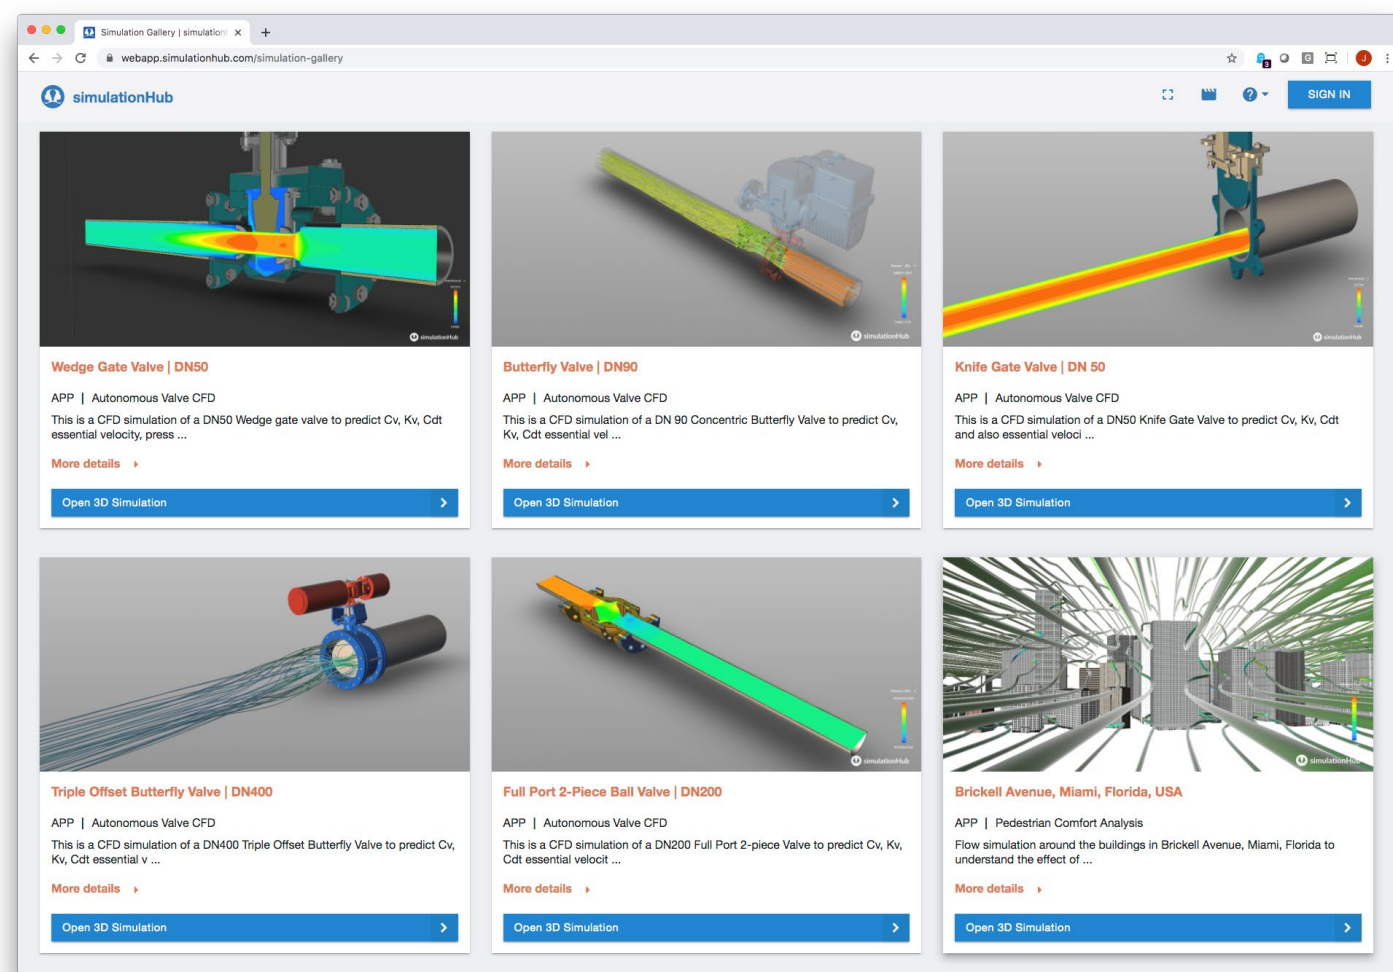 Simulation Gallery | simulation
webapp.simulationhub.com/simulation-gallery
3
G
J
simulationHub
SIGN IN
simulationHub
simulationHub
simulationHub
Wedge Gate Valve | DN50
APP | Autonomous Valve CFD
This is a CFD simulation of a DN50 Wedge gate valve to predict Cv, Kv, Cdt
essential velocity, press ...
More details
Open 3D Simulation
Butterfly Valve | DN90
APP | Autonomous Valve CFD
This is a CFD simulation of a DN 90 Concentric Butterfly Valve to predict Cv,
Kv, Cdt essential vel ...
More details
Open 3D Simulation
Knife Gate Valve | DN 50
APP | Autonomous Valve CFD
This is a CFD simulation of a DN50 Knife Gate Valve to predict Cv, Kv, Cdt
and also essential veloci ...
More details
Open 3D Simulation
simulationHub
simulationHub
Triple Offset Butterfly Valve | DN400
APP | Autonomous Valve CFD
This is a CFD simulation of a DN400 Triple Offset Butterfly Valve to predict Cv,
Kv, Cdt essential v ...
More details
Open 3D Simulation
Full Port 2-Piece Ball Valve | DN200
APP | Autonomous Valve CFD
This is a CFD simulation of a DN200 Full Port 2-piece Valve to predict Cv, Kv,
Cdt essential velocit ...
More details
Open 3D Simulation
Brickell Avenue, Miami, Florida, USA
APP | Pedestrian Comfort Analysis
Flow simulation around the buildings in Brickell Avenue, Miami, Florida to
understand the effect of ...
More details
Open 3D Simulation